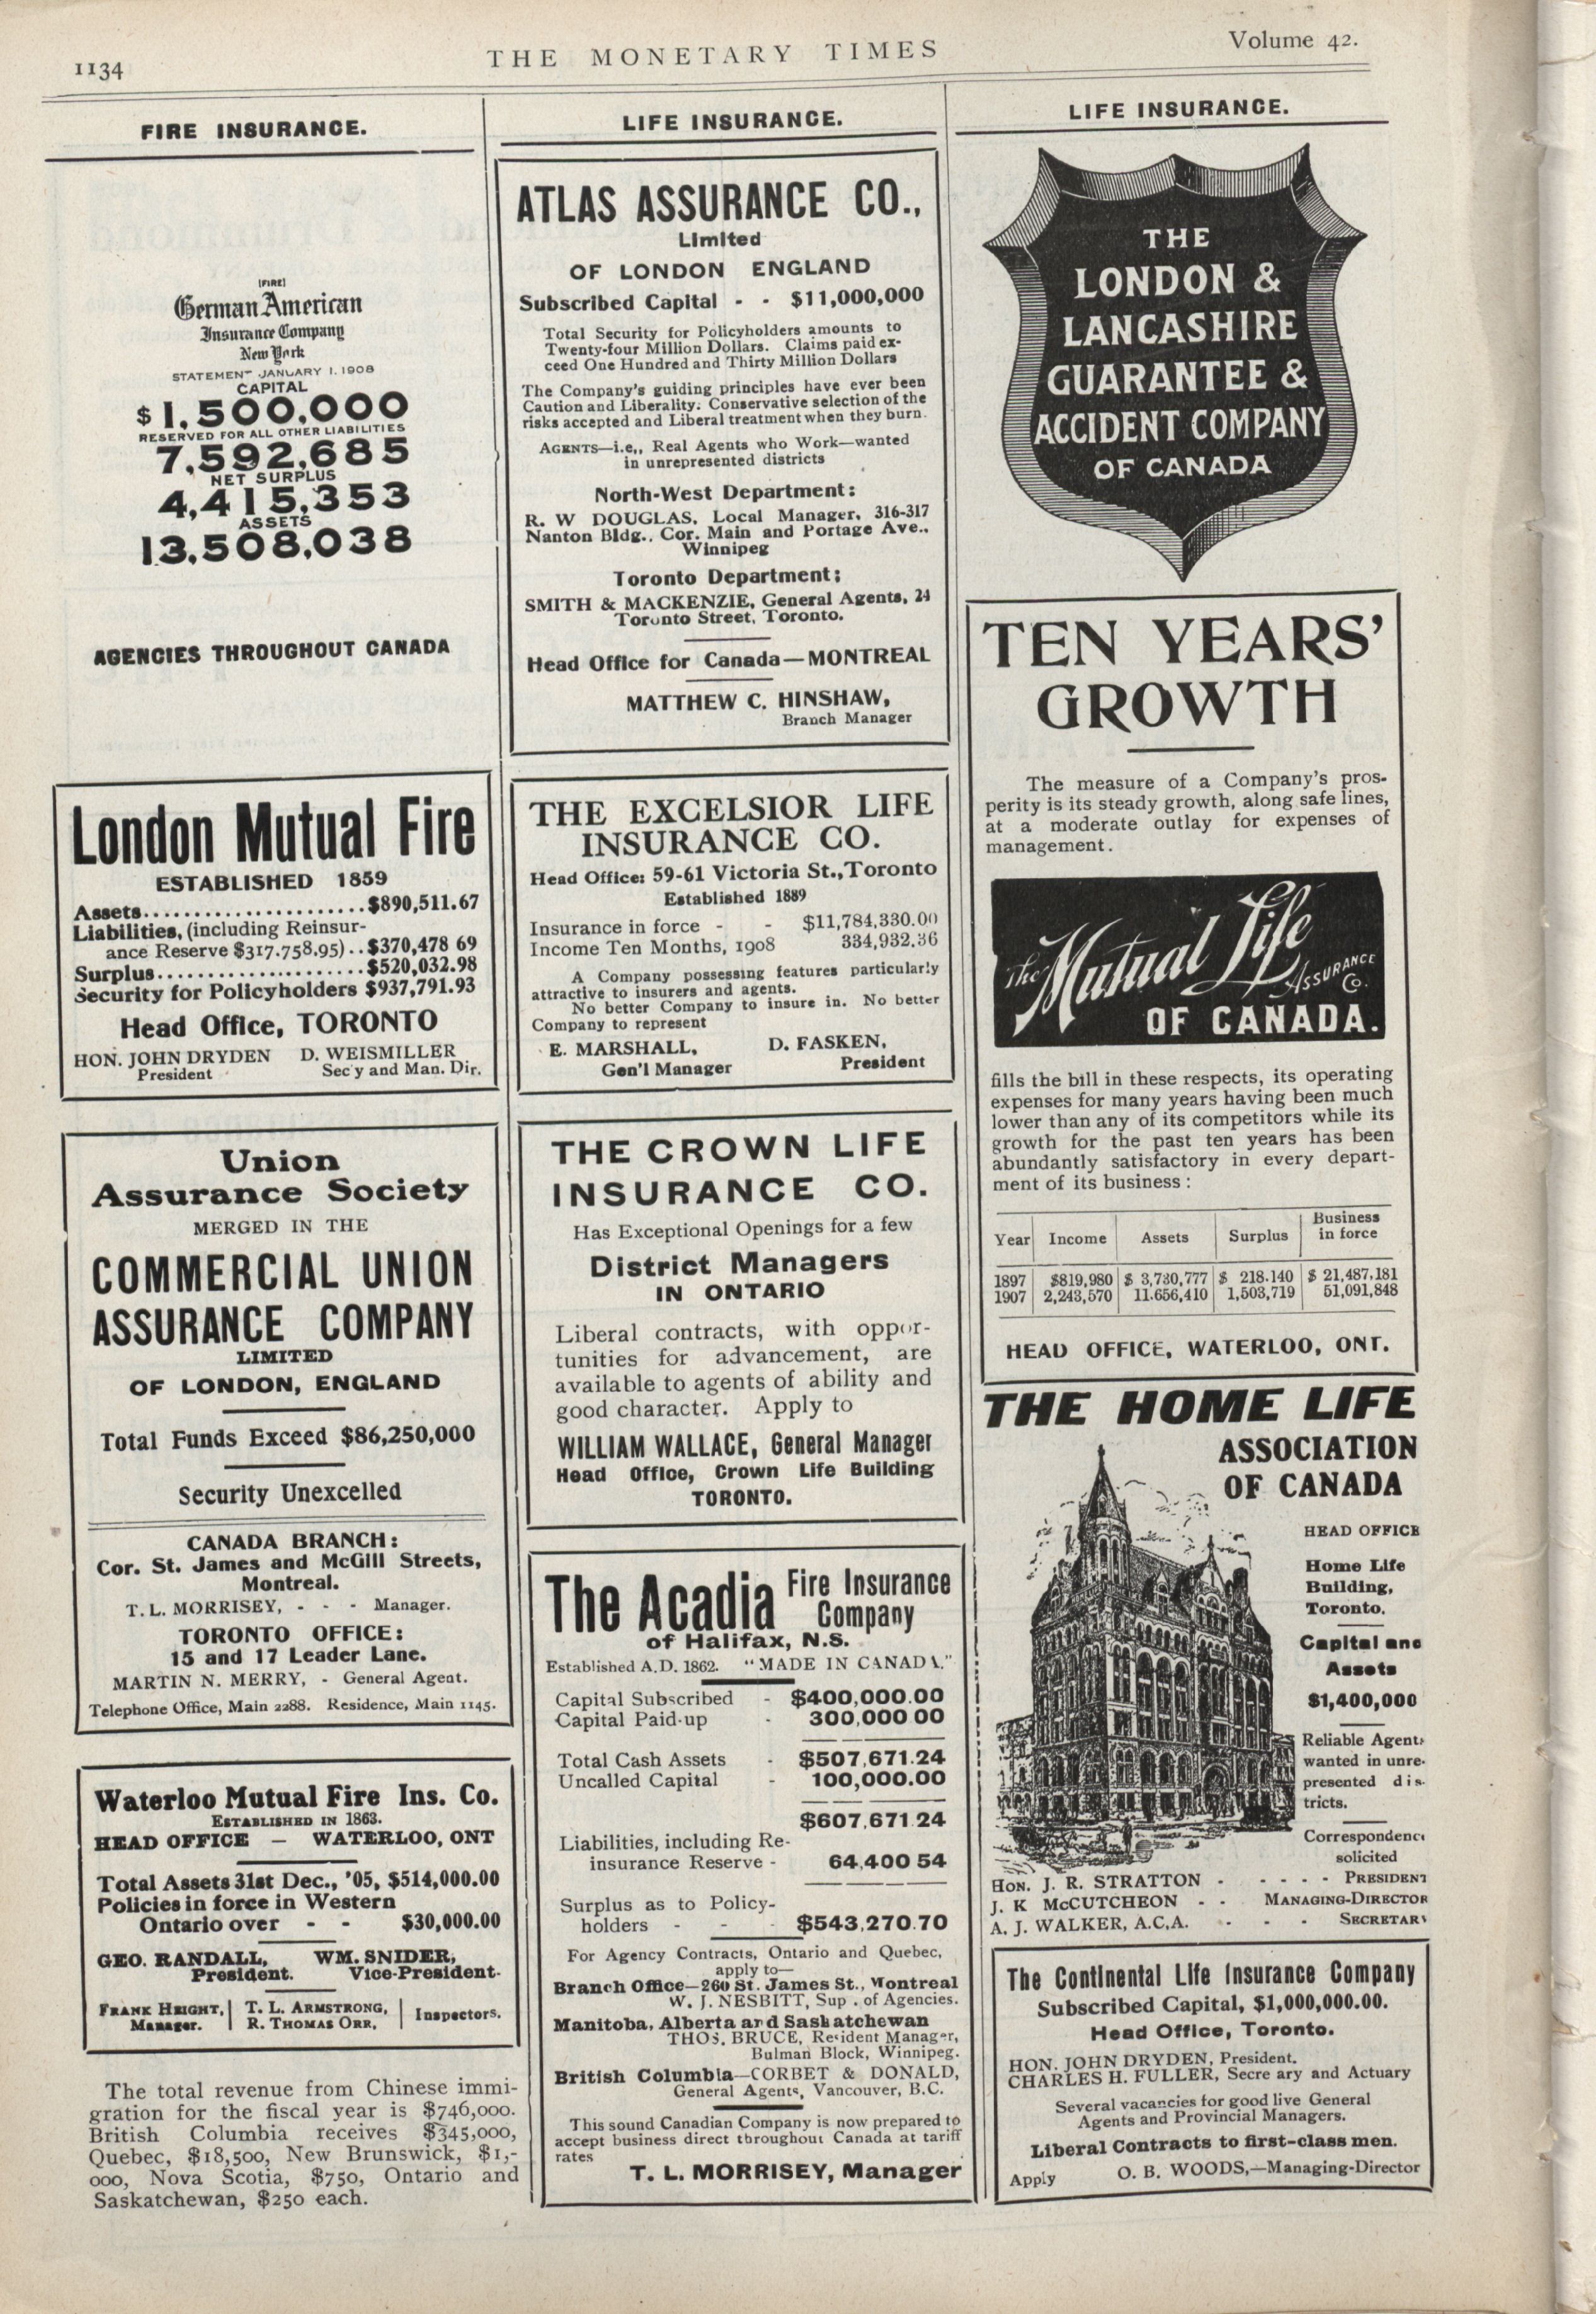 1134
THE MONETARY TIMES
Volume 42.
FIRE INSURANCE.
[FIRE]
German American
Insurance Company
New York
STATEMENT JANUARY 1. 1908
CAPITAL
$1,500,000
RESERVED FOR ALL OTHER LIABILITIES
7,592,685
NET SURPLUS
4,415,353
ASSETS
13,508,038
AGENCIES THROUGHOUT CANADA
London Mutual Fire
ESTABLISHED 1859
Assets......................$890,511.67
Liabilities, (including Reinsur-
ance Reserve $317.758.95)..$370,478 69
Surplus.....................$520,032.98
Security for Policyholders $937,791.93
Head Office, TORONTO
HON. JOHN DRYDEN D. WEISMILLER
President Sec'y and Man. Dir.
Union
Assurance Society
MERGED IN THE
COMMERCIAL UNION
ASSURANCE COMPANY
LIMITED
OF LONDON, ENGLAND
Total Funds Exceed $86,250,000
Security Unexcelled
CANADA BRANCH:
Cor. St. James and McGill Streets,
Montreal.
T. L. MORRISEY, - - - Manager.
TORONTO OFFICE:
15 and 17 Leader Lane.
MARTIN N. MERRY, - General Agent.
Telephone Office, Main 2288. Residence, Main 1145.
Waterloo Mutual Fire Ins. Co.
ESTABLISHED IN 1863.
HEAD OFFICE — WATERLOO, ONT
Total Assets 31st Dec., '05, $514,000.00
Policies in force in Western
Ontario over - - $30,000.00
GEO. RANDALL, WM. SNIDER,
President. Vice-President.
FRANK HEIGHT, T. L. ARMSTRONG,
Manager. R. THOMAS ORR, Inspectors.
The total revenue from Chinese immi-
gration for the fiscal year is $746,000.
British Columbia receives $345,000,
Quebec, $18,500, New Brunswick, $1,-
000, Nova Scotia, $750, Ontario and
Saskatchewan, $250 each.
LIFE INSURANCE.
ATLAS ASSURANCE CO.,
Limited
OF LONDON ENGLAND
Subscribed Capital - - $11,000,000
Total Security for Policyholders amounts to
Twenty-four Million Dollars. Claims paid ex-
ceed One Hundred and Thirty Million Dollars
The Company's guiding principles have ever been
Caution and Liberality. Conservative selection of the
risks accepted and Liberal treatment when they burn.
AGENTS—i.e,, Real Agents who Work—wanted
in unrepresented districts
North-West Department:
R. W DOUGLAS, Local Manager, 316-317
Nanton Bldg., Cor. Main and Portage Ave.,
Winnipeg
Toronto Department:
SMITH & MACKENZIE, General Agents, 24
Toronto Street, Toronto.
Head Office for Canada—MONTREAL
MATTHEW C. HINSHAW,
Branch Manager
THE EXCELSIOR LIFE
INSURANCE CO.
Head Office: 59-61 Victoria St., Toronto
Established 1889
Insurance in force - - $11,784,330.00
Income Ten Months, 1908 334,932.36
A Company possessing features particularly
attractive to insurers and agents.
No better Company to insure in. No better
Company to represent
E. MARSHALL, D. FASKEN,
Gen'l Manager President
THE CROWN LIFE
INSURANCE CO.
Has Exceptional Openings for a few
District Managers
IN ONTARIO
Liberal contracts, with oppor-
tunities for advancement, are
available to agents of ability and
good character. Apply to
WILLIAM WALLACE, General Manager
Head Office, Crown Life Building
TORONTO.
The Acadia Fire Insurance
Company
of Halifax, N.S.
Established A.D. 1862. "MADE IN CANADA."
Capital Subscribed - $400,000.00
Capital Paid-up - 300,000 00
Total Cash Assets - $507,671.24
Uncalled Capital - 100,000.00
$607,671.24
Liabilities, including Re-
insurance Reserve - 64,400 54
Surplus as to Policy-
holders - - - $543,270.70
For Agency Contracts, Ontario and Quebec,
apply to—
Branch Office—260 St. James St., Montreal
W. J. NESBITT, Sup . of Agencies.
Manitoba, Alberta and Saskatchewan
THOS. BRUCE, Resident Manager,
Bulman Block, Winnipeg.
British Columbia—CORBET & DONALD,
General Agents, Vancouver, B.C.
This sound Canadian Company is now prepared to
accept business direct throughout Canada at tariff
rates
T. L. MORRISEY, Manager
LIFE INSURANCE.
THE
LONDON &
LANCASHIRE
GUARANTEE &
ACCIDENT COMPANY
OF CANADA
TEN YEARS'
GROWTH
The measure of a Company's pros-
perity is its steady growth, along safe lines,
at a moderate outlay for expenses of
management.
The Mutual Life
ASSURANCE
Co.
OF CANADA.
fills the bill in these respects, its operating
expenses for many years having been much
lower than any of its competitors while its
growth for the past ten years has been
abundantly satisfactory in every depart-
ment of its business:
Year Income Assets Surplus Business
in force
1897 $819,980 $ 3,730,777 $ 218.140 $ 21,487,181
1907 2,243,570 11.656,410 1,503,719 51,091,848
HEAD OFFICE, WATERLOO, ONT.
THE HOME LIFE
ASSOCIATION
OF CANADA
HEAD OFFICE
Home Life
Building,
Toronto.
Capital and
Assets
$1,400,000
Reliable Agents
wanted in unre-
presented dis-
tricts.
Correspondence
solicited
HON. J. R. STRATTON - - - - - PRESIDENT
J. K McCUTCHEON - - MANAGING-DIRECTOR
A. J. WALKER, A.C.A. - - - SECRETARY
The Continental Life Insurance Company
Subscribed Capital, $1,000,000.00.
Head Office, Toronto.
HON. JOHN DRYDEN, President.
CHARLES H. FULLER, Secre ary and Actuary
Several vacancies for good live General
Agents and Provincial Managers.
Liberal Contracts to first-class men.
Apply O. B. WOODS,—Managing-Director